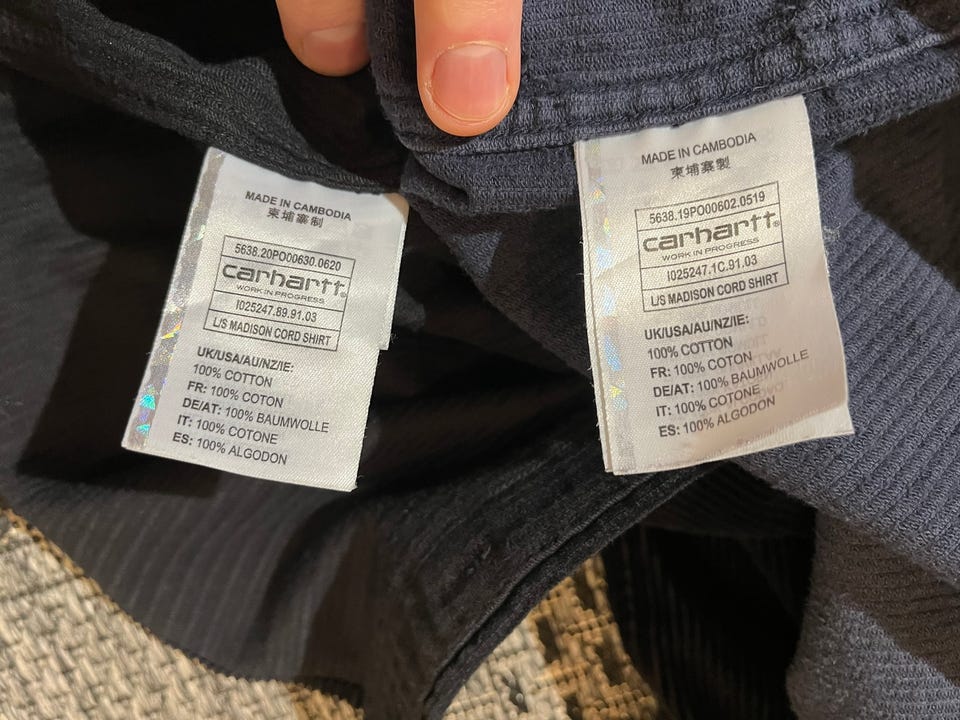 MADE IN CAMBODIA
柬埔寨制
5638.20PO00630.0620
carhartt®
WORK IN PROGRESS
I025247.89.91.03
L/S MADISON CORD SHIRT
UK/USA/AU/NZ/IE:
100% COTTON
FR: 100% COTON
DE/AT: 100% BAUMWOLLE
IT: 100% COTONE
ES: 100% ALGODON
MADE IN CAMBODIA
柬埔寨製
5638.19PO00602.0519
carhartt®
WORK IN PROGRESS
I025247.1C.91.03
L/S MADISON CORD SHIRT
UK/USA/AU/NZ/IE:
100% COTTON
FR: 100% COTON
DE/AT: 100% BAUMWOLLE
IT: 100% COTONE
ES: 100% ALGODON